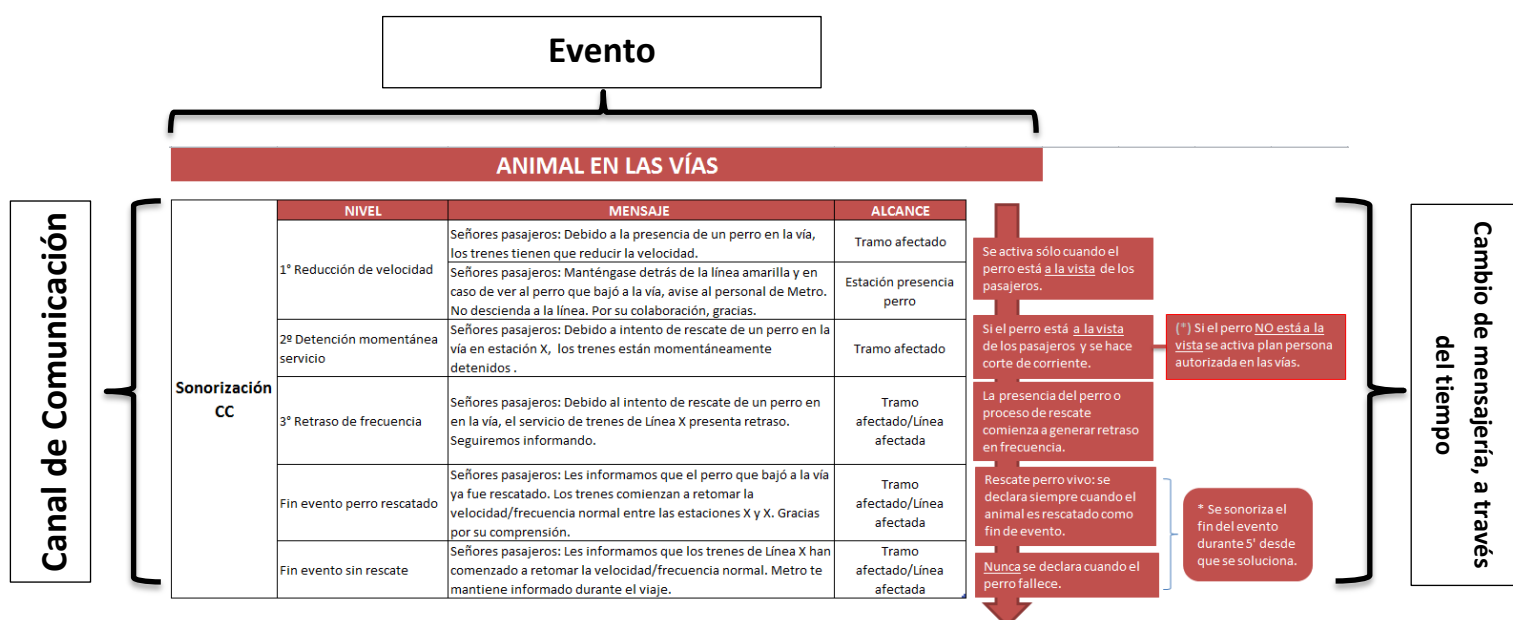 Evento
ANIMAL EN LAS VÍAS
Canal de Comunicación
Sonorización
CC
NIVEL
MENSAJE
ALCANCE
1° Reducción de velocidad
Señores pasajeros: Debido a la presencia de un perro en la vía,
los trenes tienen que reducir la velocidad.
Tramo afectado
Señores pasajeros: Manténgase detrás de la línea amarilla y en
caso de ver al perro que bajó a la vía, avise al personal de Metro.
No descienda a la línea. Por su colaboración, gracias.
Estación presencia
perro
2º Detención momentánea
servicio
Señores pasajeros: Debido a intento de rescate de un perro en la
vía en estación X, los trenes están momentáneamente
detenidos .
Tramo afectado
3° Retraso de frecuencia
Señores pasajeros: Debido al intento de rescate de un perro en
en la vía, el servicio de trenes de Línea X presenta retraso.
Seguiremos informando.
Tramo
afectado/Línea
afectada
Fin evento perro rescatado
Señores pasajeros: Les informamos que el perro que bajó a la vía
ya fue rescatado. Los trenes comienzan a retomar la
velocidad/frecuencia normal entre las estaciones X y X. Gracias
por su comprensión.
Tramo
afectado/Línea
afectada
Fin evento sin rescate
Señores pasajeros: Les informamos que los trenes de Línea X han
comenzado a retomar la velocidad/frecuencia normal. Metro te
mantiene informado durante el viaje.
Tramo
afectado/Línea
afectada
Se activa sólo cuando el
perro está a la vista de los
pasajeros.
Si el perro está a la vista
de los pasajeros y se hace
corte de corriente.
(*) Si el perro NO está a la
vista se activa plan persona
autorizada en las vías.
La presencia del perro o
proceso de rescate
comienza a generar retraso
en frecuencia.
Rescate perro vivo: se
declara siempre cuando el
animal es rescatado como
fin de evento.
Nunca se declara cuando el
perro fallece.
* Se sonoriza el
fin del evento
durante 5' desde
que se soluciona.
Cambio de mensajería, a través
del tiempo